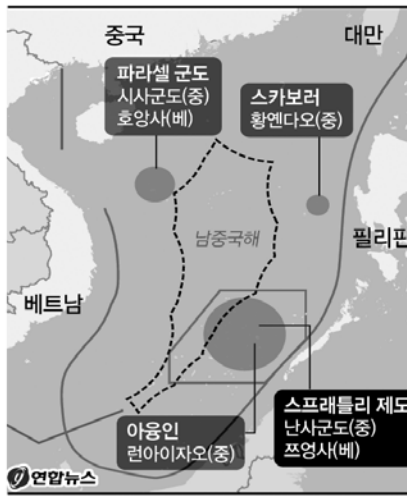 중국
대만
파라셀 군도
시사군도(중)
호앙사(베)
스카보러
황옌다오(중)
남중국해
필리핀
베트남
아융인
런아이자오(중)
스프래틀리 제도
난사군도(중)
쯔엉사(베)
연합뉴스